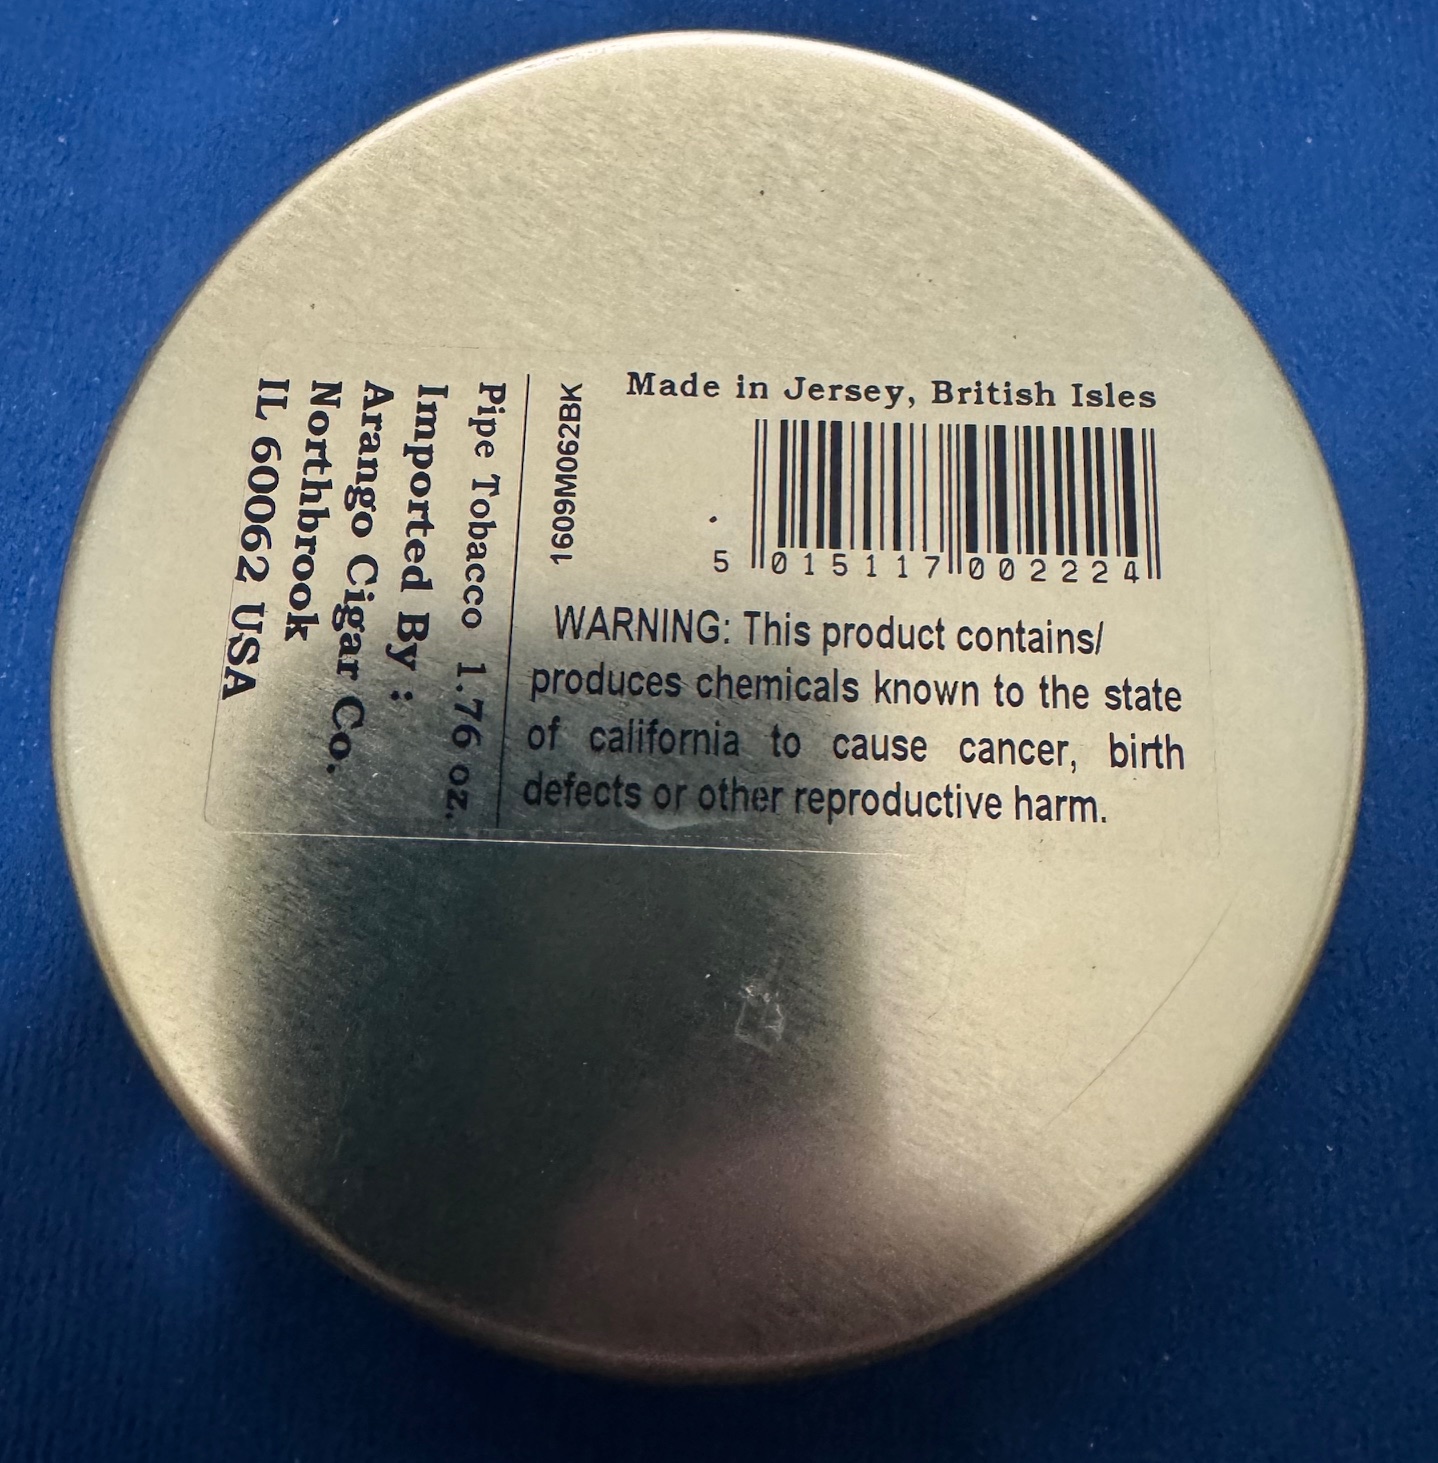 Made in Jersey, British Isles
5 015117 002224
WARNING: This product contains/
produces chemicals known to the state
of california to cause cancer, birth
defects or other reproductive harm.
1609M062BK
Pipe Tobacco 1.76 oz.
Imported By :
Arango Cigar Co.
Northbrook
IL 60062 USA